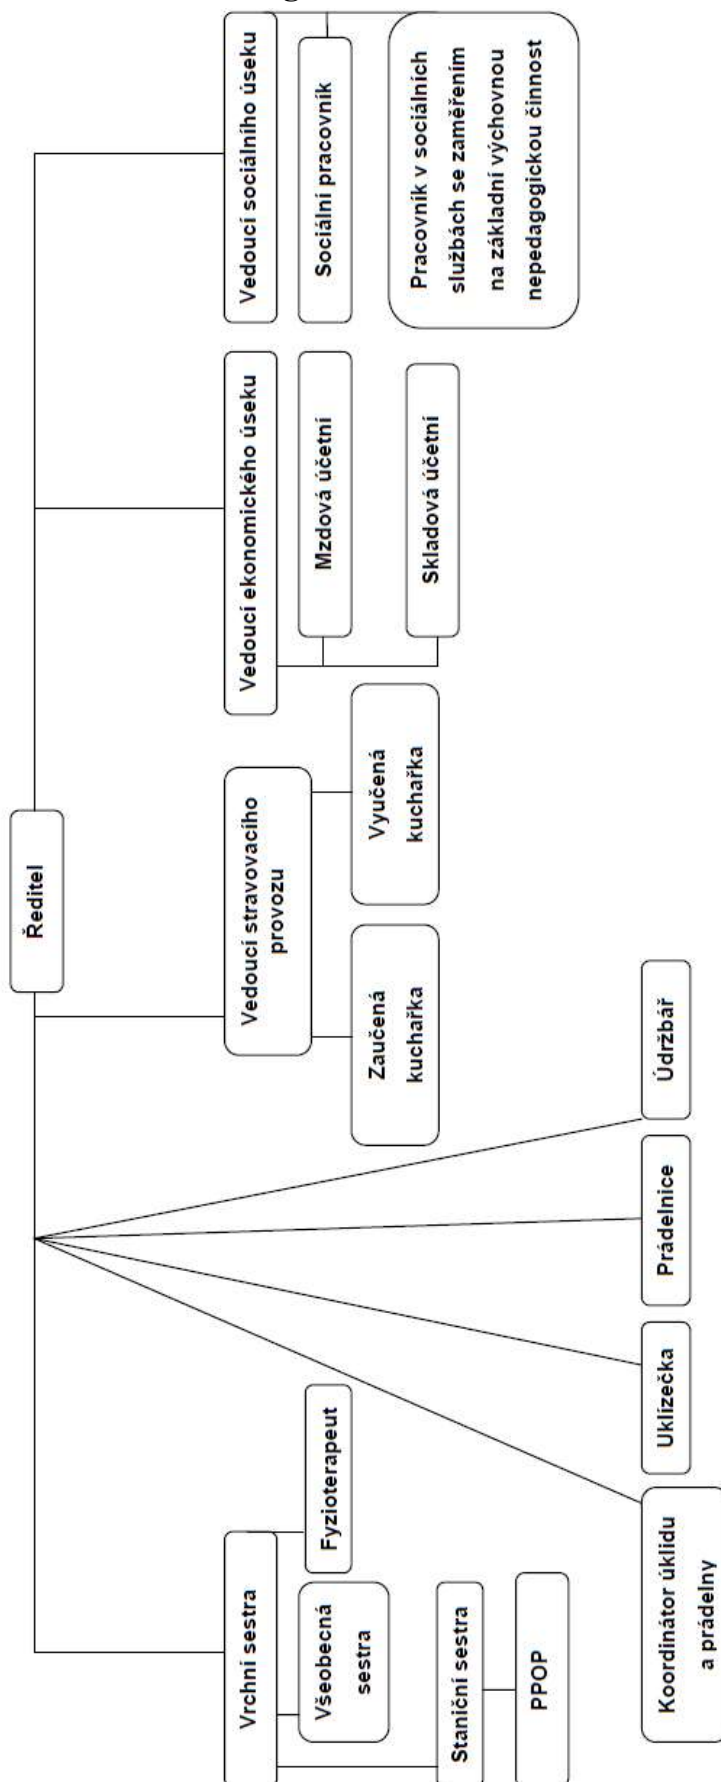 Ředitel
Vrchní sestra
Všeobecná
sestra
Fyzioterapeut
Staniční sestra
PPOP
Koordinátor úklidu
a prádelny
Uklízečka
Prádelnice
Údržbář
Vedoucí stravovacího
provozu
Zaučená
kuchařka
Vyučená
kuchařka
Vedoucí ekonomického úseku
Mzdová účetní
Skladová účetní
Vedoucí sociálního úseku
Sociální pracovník
Pracovník v sociálních
službách se zaměřením
na základní výchovnou
nepedagogickou činnost